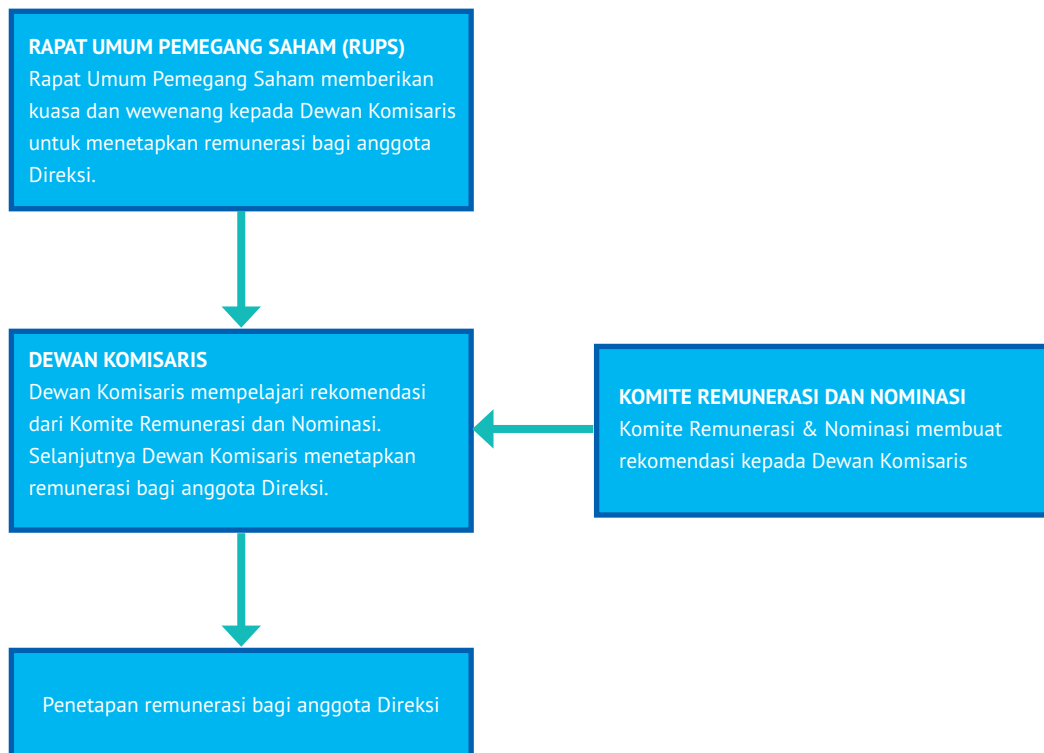 RAPAT UMUM PEMEGANG SAHAM (RUPS)
Rapat Umum Pemegang Saham memberikan
kuasa dan wewenang kepada Dewan Komisaris
untuk menetapkan remunerasi bagi anggota
Direksi.
DEWAN KOMISARIS
Dewan Komisaris mempelajari rekomendasi
dari Komite Remunerasi dan Nominasi.
Selanjutnya Dewan Komisaris menetapkan
remunerasi bagi anggota Direksi.
KOMITE REMUNERASI DAN NOMINASI
Komite Remunerasi & Nominasi membuat
rekomendasi kepada Dewan Komisaris
Penetapan remunerasi bagi anggota Direksi